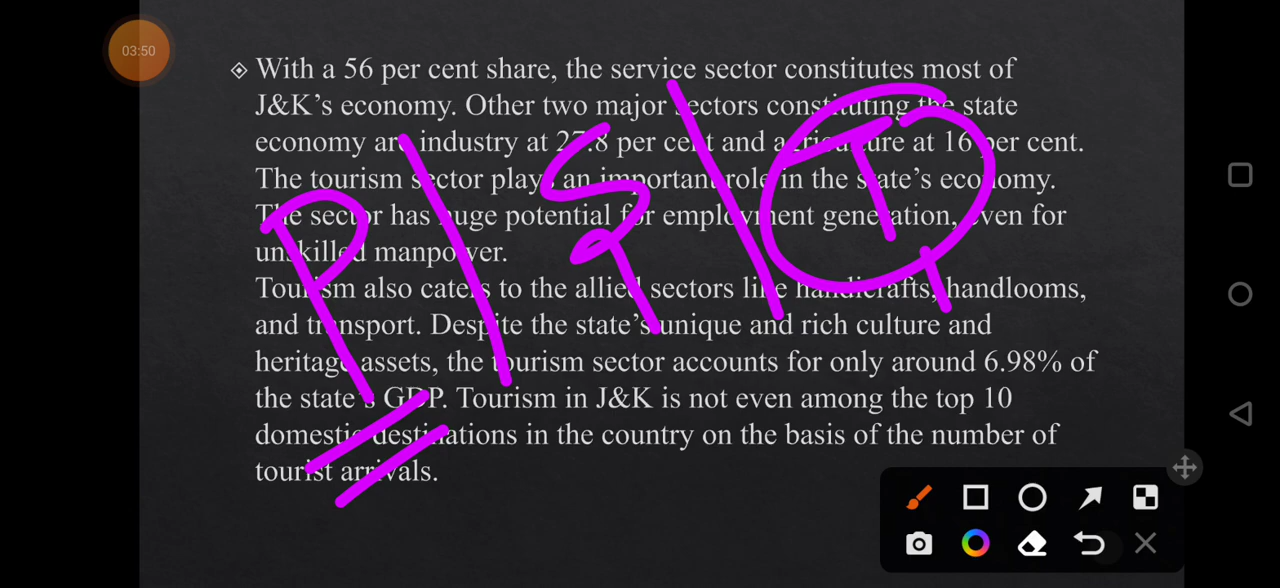 03:50
With a 56 per cent share, the service sector constitutes most of
J&K's economy. Other two major sectors constituting the state
economy are industry at 27.8 per cent and agriculture at 16 per cent.
The tourism sector plays an important role in the state's economy.
The sector has huge potential for employment generation, even for
unskilled manpower.
Tourism also caters to the allied sectors like handicrafts, handlooms,
and transport. Despite the state's unique and rich culture and
heritage assets, the tourism sector accounts for only around 6.98% of
the state's GDP. Tourism in J&K is not even among the top 10
domestic destinations in the country on the basis of the number of
tourist arrivals.
P / S / T